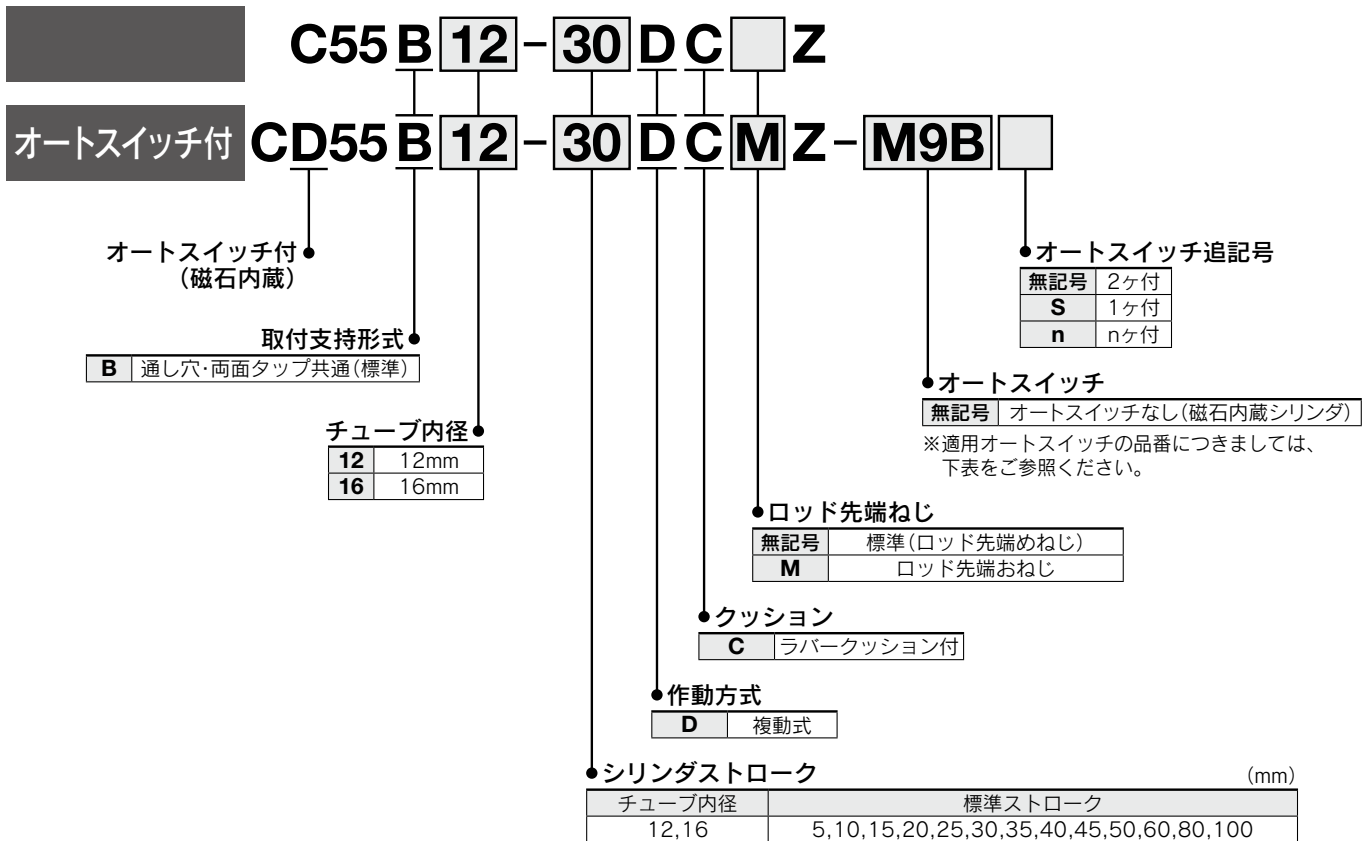 C55 B 12 - 30 D C Z
オートスイッチ付 CD55 B 12 - 30 D C M Z - M9B
オートスイッチ付
(磁石内蔵)
オートスイッチ追記号
無記号 2ヶ付
S 1ヶ付
n nヶ付
取付支持形式
B 通し穴・両面タップ共通(標準)
オートスイッチ
無記号 オートスイッチなし(磁石内蔵シリンダ)
※適用オートスイッチの品番につきましては、
下表をご参照ください。
チューブ内径
12 12mm
16 16mm
ロッド先端ねじ
無記号 標準(ロッド先端めねじ)
M ロッド先端おねじ
クッション
C ラバークッション付
作動方式
D 複動式
シリンダストローク (mm)
チューブ内径 標準ストローク
12,16 5,10,15,20,25,30,35,40,45,50,60,80,100